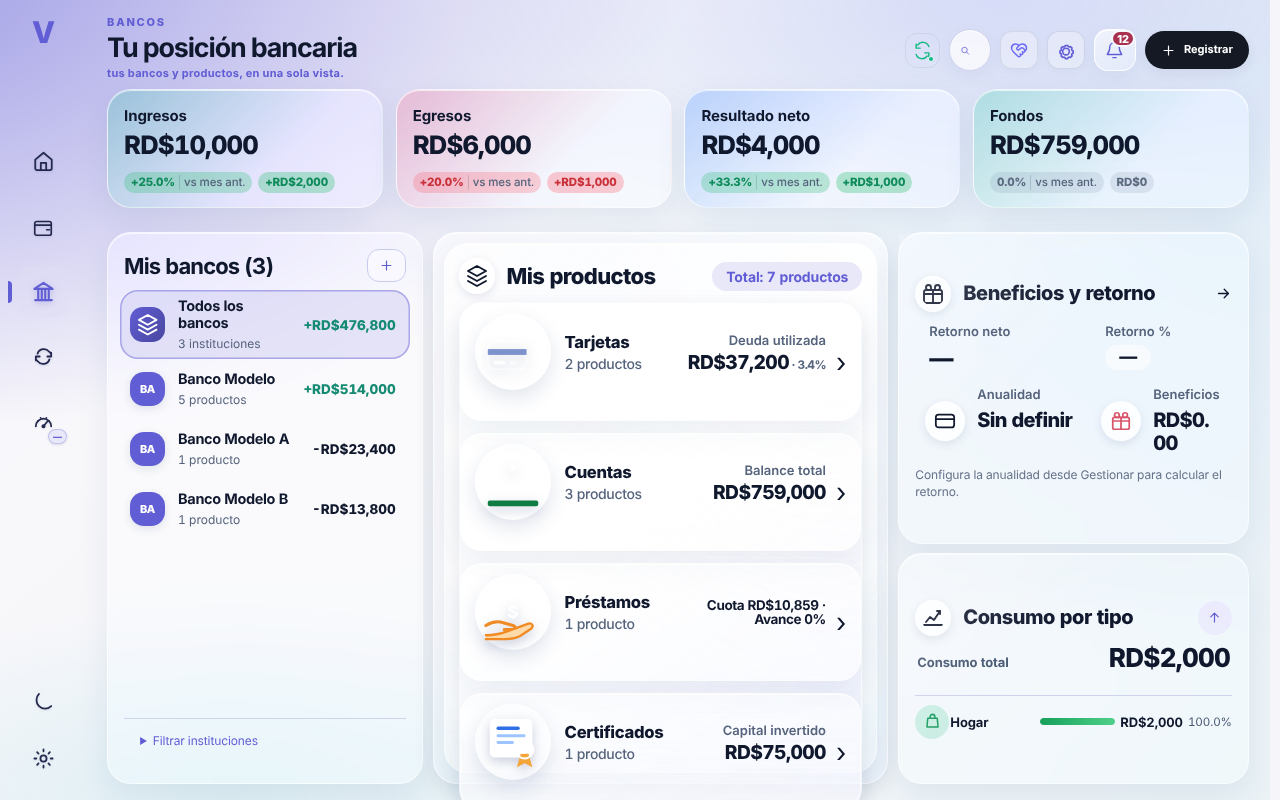 V
BANCOS
Tu posición bancaria
tus bancos y productos, en una sola vista.
12
Registrar
Ingresos
RD$10,000
+25.0% vs mes ant. +RD$2,000
Egresos
RD$6,000
+20.0% vs mes ant. +RD$1,000
Resultado neto
RD$4,000
+33.3% vs mes ant. +RD$1,000
Fondos
RD$759,000
0.0% vs mes ant. RD$0
Mis bancos (3)
+
Todos los
bancos
3 instituciones
+RD$476,800
BA
Banco Modelo
5 productos
+RD$514,000
BA
Banco Modelo A
1 producto
-RD$23,400
BA
Banco Modelo B
1 producto
-RD$13,800
Filtrar instituciones
Mis productos
Total: 7 productos
Tarjetas
2 productos
Deuda utilizada
RD$37,200 · 3.4%
Cuentas
3 productos
Balance total
RD$759,000
Préstamos
1 producto
Cuota RD$10,859 ·
Avance 0%
Certificados
1 producto
Capital invertido
RD$75,000
Beneficios y retorno
Retorno neto
—
Retorno %
—
Anualidad
Sin definir
Beneficios
RD$0.
00
Configura la anualidad desde Gestionar para calcular el
retorno.
Consumo por tipo
Consumo total
RD$2,000
Hogar
RD$2,000 100.0%